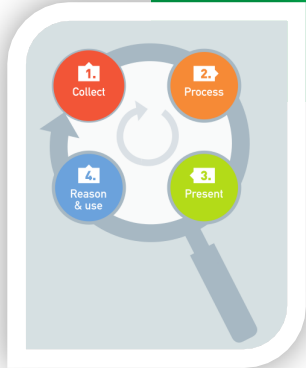 1.
Collect
2.
Process
3.
Present
4.
Reason
& use